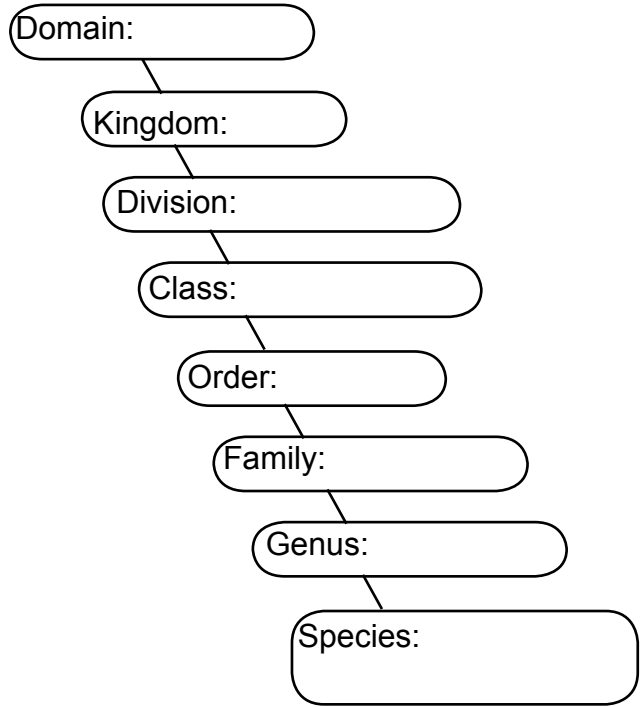 Domain:
Kingdom:
Division:
Class:
Order:
Family:
Genus:
Species: